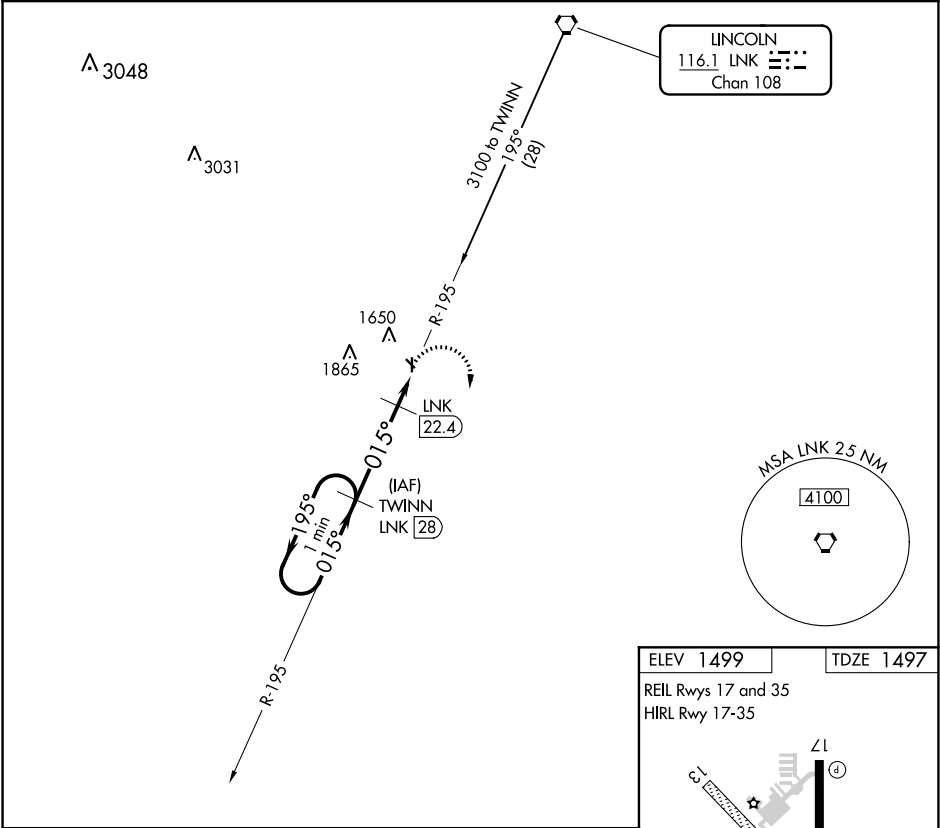 LINCOLN
116.1 LNK
Chan 108
3048
3031
3100 to TWINN
195°
(28)
R-195
1650
1865
LNK
22.4
015°
(IAF)
TWINN
LNK 28
195°
1 min
015°
R-195
MSA LNK 25 NM
4100
ELEV 1499
TDZE 1497
REIL Rwys 17 and 35
HIRL Rwy 17-35
17
P
13